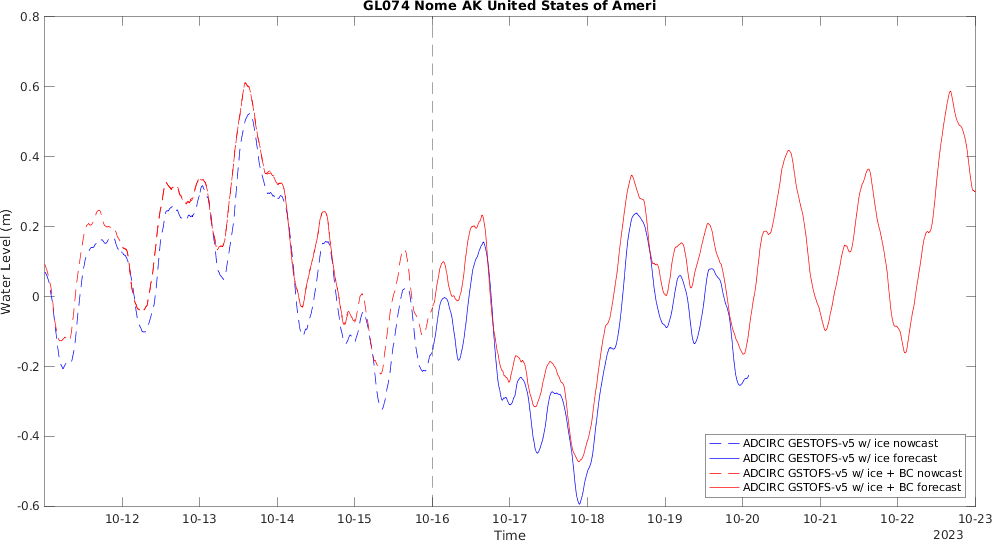 GL074 Nome AK United States of Ameri
Water Level (m)
0.8
0.6
0.4
0.2
0
-0.2
-0.4
-0.6
ADCIRC GESTOFS-v5 w/ ice nowcast
ADCIRC GESTOFS-v5 w/ ice forecast
ADCIRC GSTOFS-v5 w/ ice + BC nowcast
ADCIRC GSTOFS-v5 w/ ice + BC forecast
10-12 10-13 10-14 10-15 10-16 10-17 10-18 10-19 10-20 10-21 10-22 10-23
Time
2023